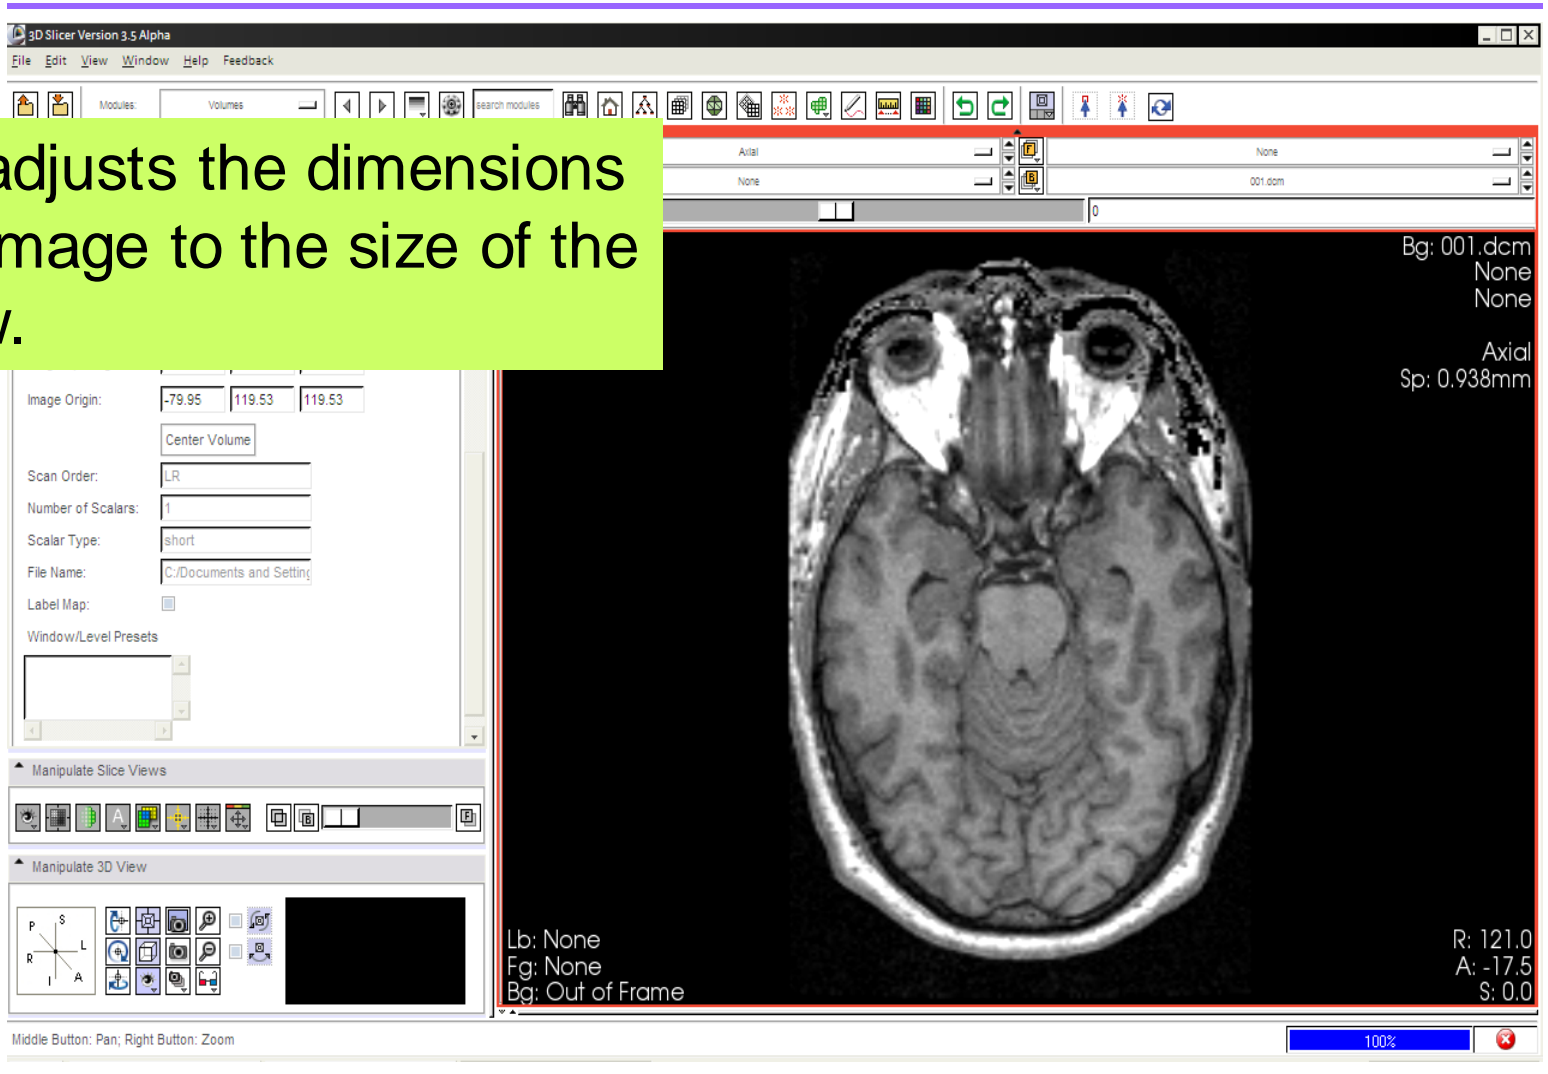 3D Slicer Version 3.5 Alpha
File Edit View Window Help Feedback
Modules: Volumes search modules
adjusts the dimensions
mage to the size of the
Axial None
None 001.dcm
0
Bg: 001.dcm
None
None
Axial
Sp: 0.938mm
Image Origin: -79.95 119.53 119.53
Center Volume
Scan Order: LR
Number of Scalars: 1
Scalar Type: short
File Name: C:/Documents and Setting
Label Map:
Window/Level Presets
Manipulate Slice Views
A B F
Manipulate 3D View
P S
R L
I A
Lb: None
Fg: None
Bg: Out of Frame
R: 121.0
A: -17.5
S: 0.0
Middle Button: Pan; Right Button: Zoom
100%